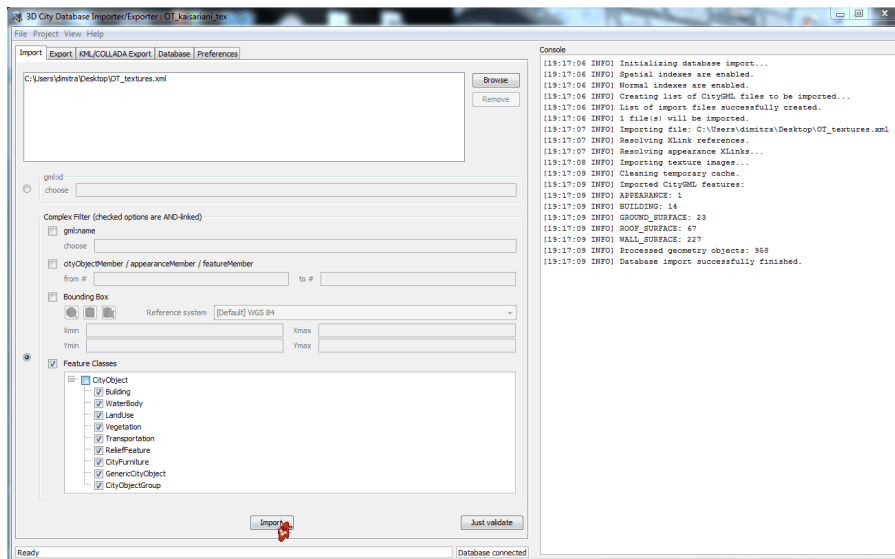 3D City Database Importer/Exporter : OT_kaisariani_tex
File Project View Help
Import Export KML/COLLADA Export Database Preferences
C:\Users\dimitra\Desktop\OT_textures.xml
Browse
Remove
gml:id
choose
Complex Filter (checked options are AND-linked)
gml:name
choose
cityObjectMember / appearanceMember / featureMember
from # to #
Bounding Box
Reference system [Default] WGS 84
Xmin Xmax
Ymin Ymax
Feature Classes
CityObject
Building
WaterBody
LandUse
Vegetation
Transportation
ReliefFeature
CityFurniture
GenericCityObject
CityObjectGroup
Import Just validate
Ready Database connected
Console
[19:17:06 INFO] Initializing database import...
[19:17:06 INFO] Spatial indexes are enabled.
[19:17:06 INFO] Normal indexes are enabled.
[19:17:06 INFO] Creating list of CityGML files to be imported...
[19:17:06 INFO] List of import files successfully created.
[19:17:06 INFO] 1 file(s) will be imported.
[19:17:07 INFO] Importing file: C:\Users\dimitra\Desktop\OT_textures.xml
[19:17:07 INFO] Resolving XLink references.
[19:17:07 INFO] Resolving appearance XLinks...
[19:17:08 INFO] Importing texture images...
[19:17:09 INFO] Cleaning temporary cache.
[19:17:09 INFO] Imported CityGML features:
[19:17:09 INFO] APPEARANCE: 1
[19:17:09 INFO] BUILDING: 14
[19:17:09 INFO] GROUND_SURFACE: 23
[19:17:09 INFO] ROOF_SURFACE: 67
[19:17:09 INFO] WALL_SURFACE: 227
[19:17:09 INFO] Processed geometry objects: 958
[19:17:09 INFO] Database import successfully finished.